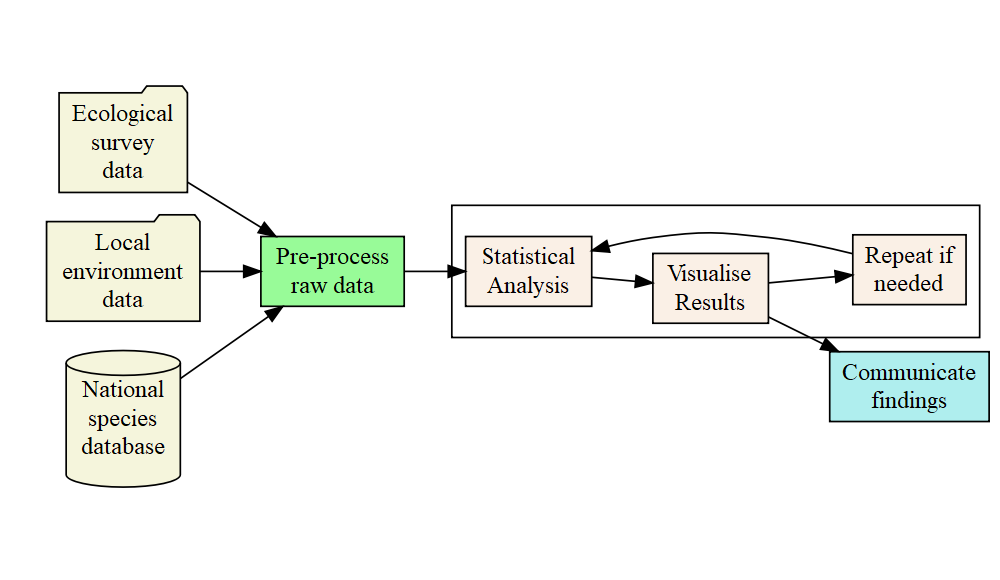 Ecological
survey
data
Local
environment
data
National
species
database
Pre-process
raw data
Statistical
Analysis
Visualise
Results
Repeat if
needed
Communicate
findings